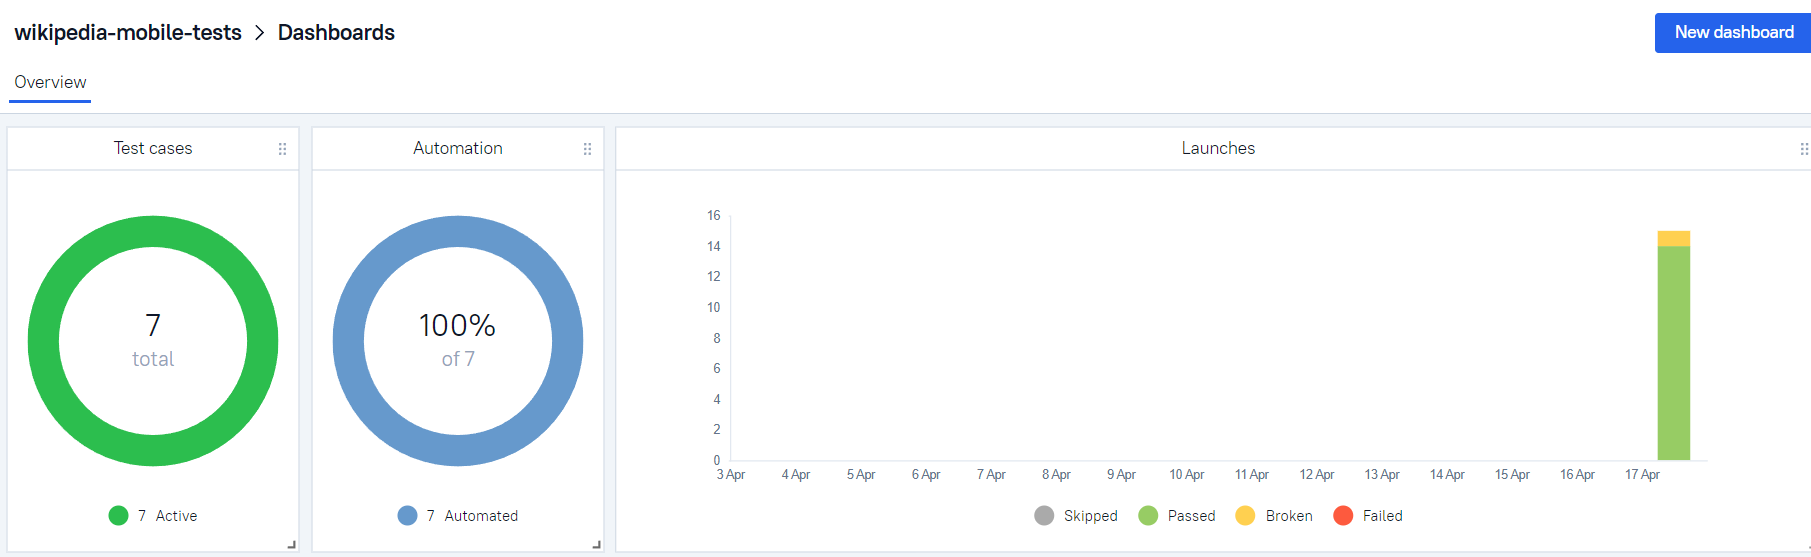 wikipedia-mobile-tests > Dashboards
New dashboard
Overview
Test cases
7
total
7 Active
Automation
100%
of 7
7 Automated
Launches
16
14
12
10
8
6
4
2
0
3 Apr 4 Apr 5 Apr 6 Apr 7 Apr 8 Apr 9 Apr 10 Apr 11 Apr 12 Apr 13 Apr 14 Apr 15 Apr 16 Apr 17 Apr
Skipped Passed Broken Failed